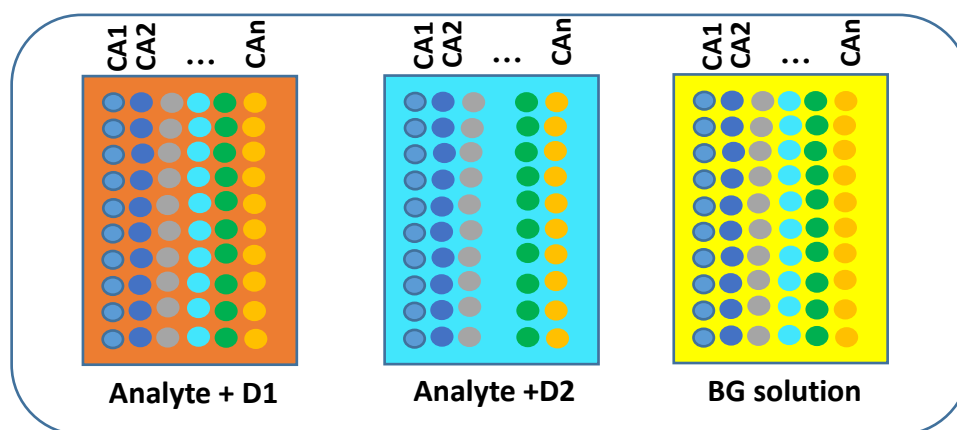 CA1 CA2 ... CAn
CA1 CA2 ... CAn
CA1 CA2 ... CAn
Analyte + D1
Analyte +D2
BG solution